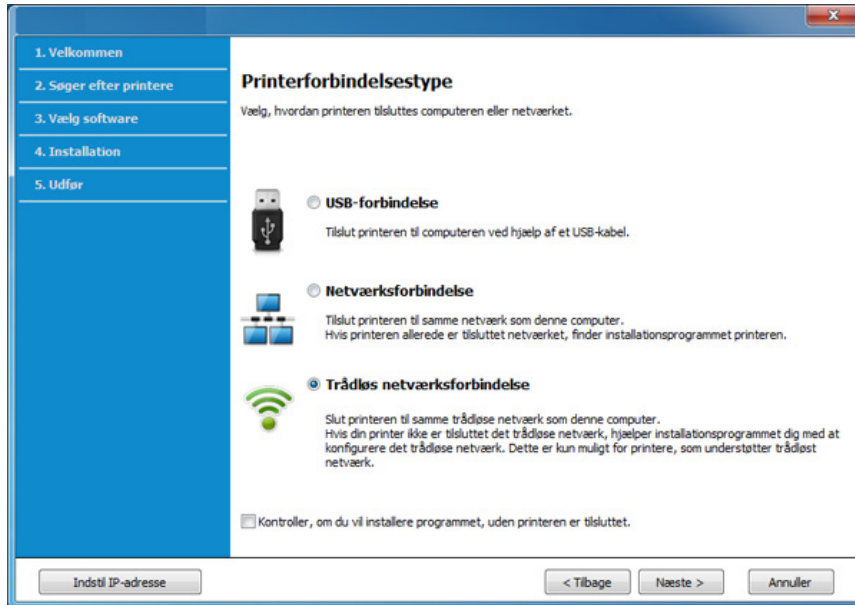 1. Velkommen
2. Søger efter printere
3. Vælg software
4. Installation
5. Udfør
Printerforbindelsestype
Vælg, hvordan printeren tilsluttes computeren eller netværket.
USB-forbindelse
Tilslut printeren til computeren ved hjælp af et USB-kabel.
Netværksforbindelse
Tilslut printeren til samme netværk som denne computer.
Hvis printeren allerede er tilsluttet netværket, finder installationsprogrammet printeren.
Trådløs netværksforbindelse
Slut printeren til samme trådløse netværk som denne computer.
Hvis din printer ikke er tilsluttet det trådløse netværk, hjælper installationsprogrammet dig med at
konfigurere det trådløse netværk. Dette er kun muligt for printere, som understøtter trådløst
netværk.
Kontroller, om du vil installere programmet, uden printeren er tilsluttet.
Indstil IP-adresse
< Tilbage
Næste >
Annuller